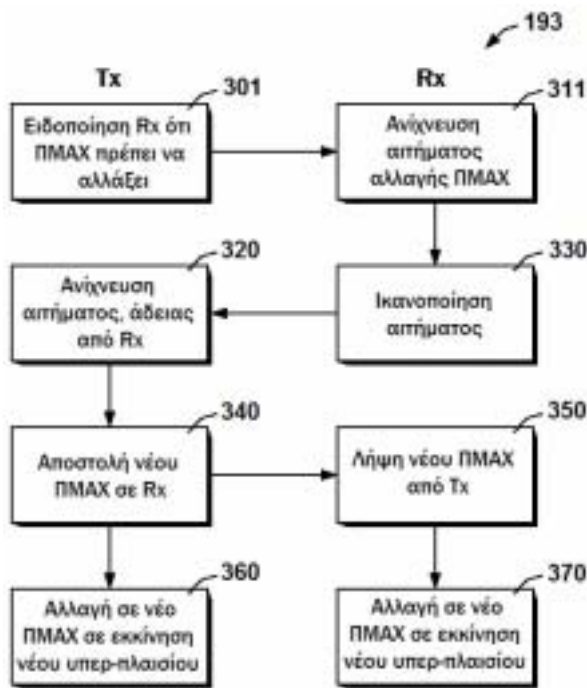 193
Tx
Rx
301
Ειδοποίηση Rx ότι
ΠΜΑΧ πρέπει να
αλλάξει
311
Ανίχνευση
αιτήματος
αλλαγής ΠΜΑΧ
320
Ανίχνευση
αιτήματος, άδειας
από Rx
330
Ικανοποίηση
αιτήματος
340
Αποστολή νέου
ΠΜΑΧ σε Rx
350
Λήψη νέου ΠΜΑΧ
από Tx
360
Αλλαγή σε νέο
ΠΜΑΧ σε εκκίνηση
νέου υπερ-πλαισίου
370
Αλλαγή σε νέο
ΠΜΑΧ σε εκκίνηση
νέου υπερ-πλαισίου